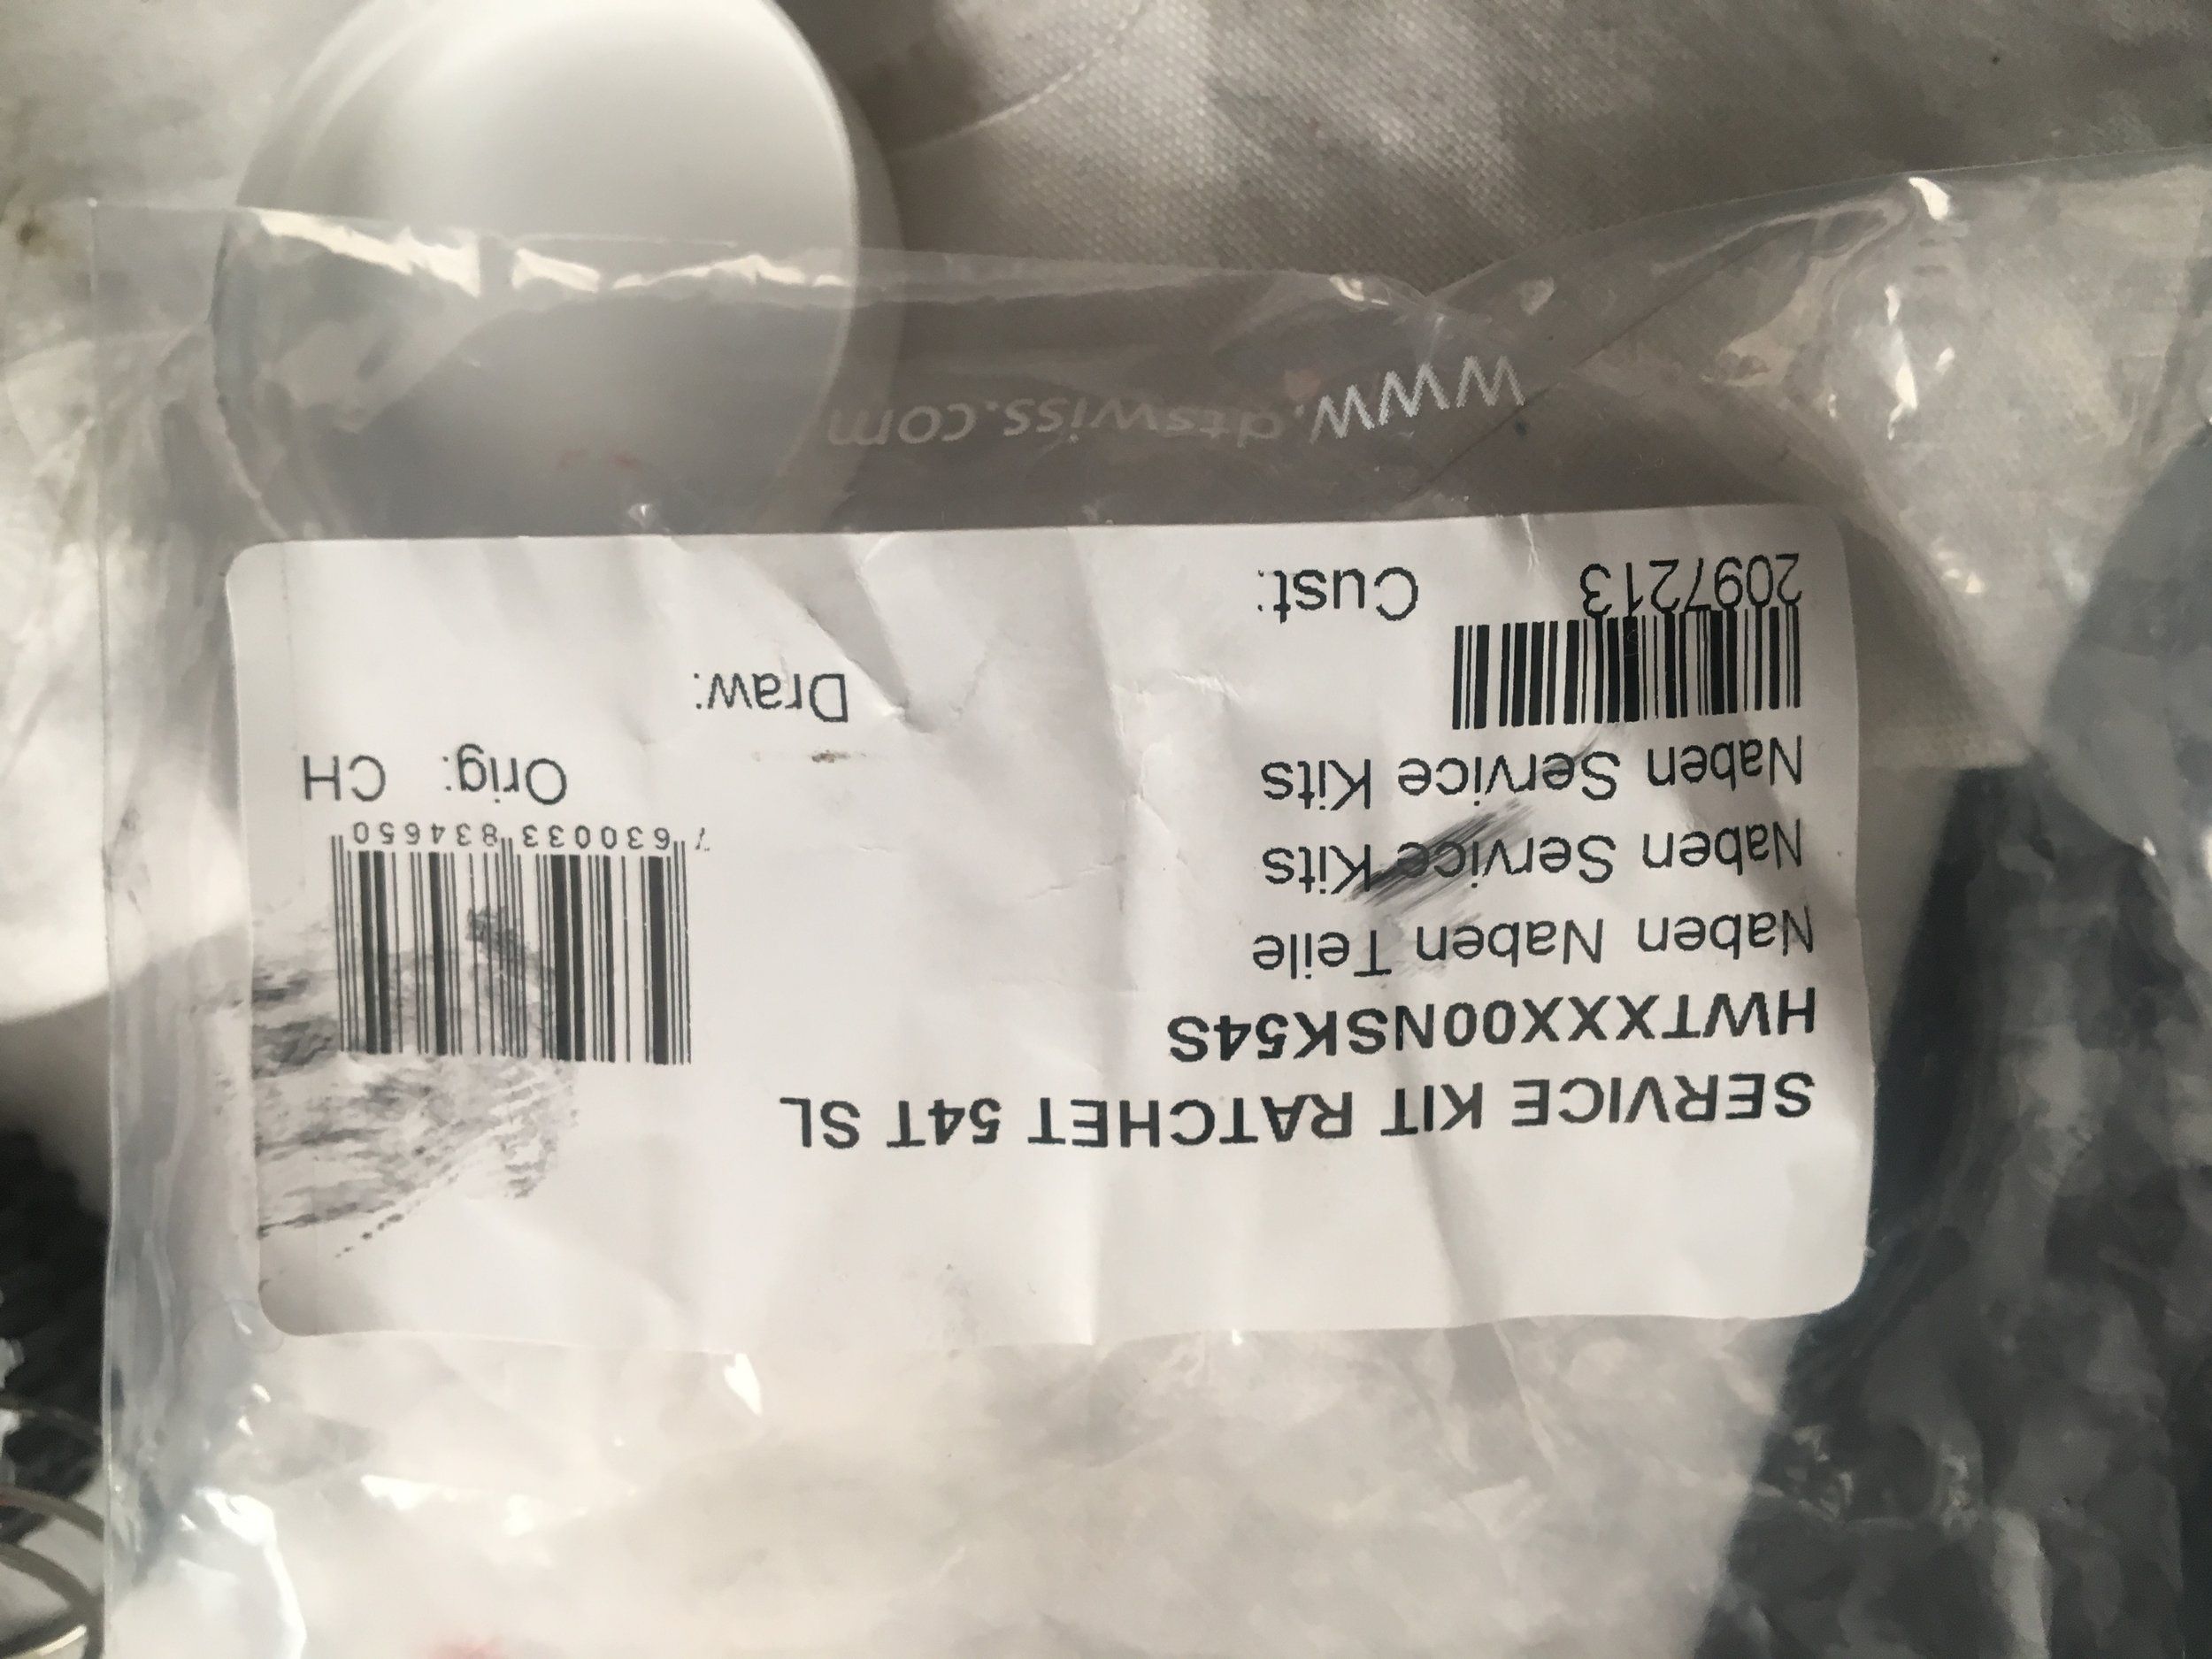 SERVICE KIT RATCHET 54T SL
HWTXXX00NSK54S
Naben Naben Teile
Naben Service Kits
Naben Service Kits
7 630033 834650
Orig: CH
Draw:
2097213
Cust:
www.dtswiss.com